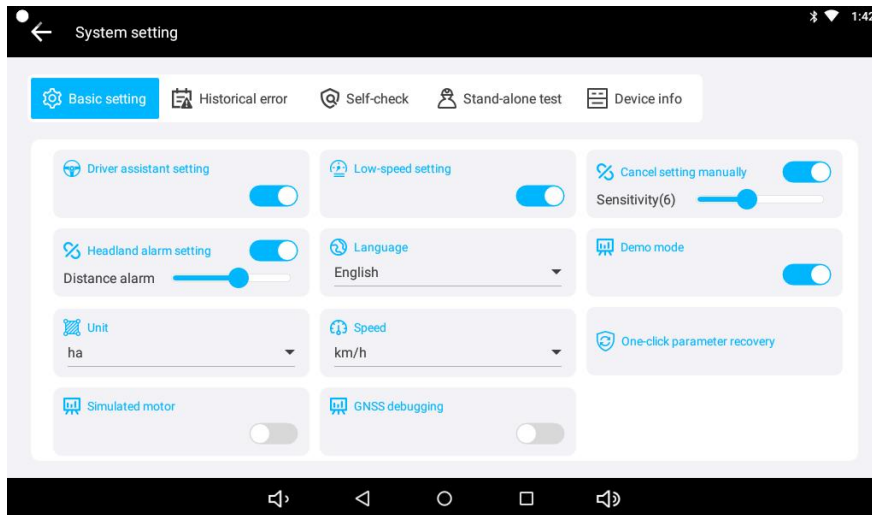 System setting
1:42
Basic setting
Historical error
Self-check
Stand-alone test
Device info
Driver assistant setting
Low-speed setting
Cancel setting manually
Sensitivity(6)
Headland alarm setting
Distance alarm
Language
English
Demo mode
Unit
ha
Speed
km/h
One-click parameter recovery
Simulated motor
GNSS debugging